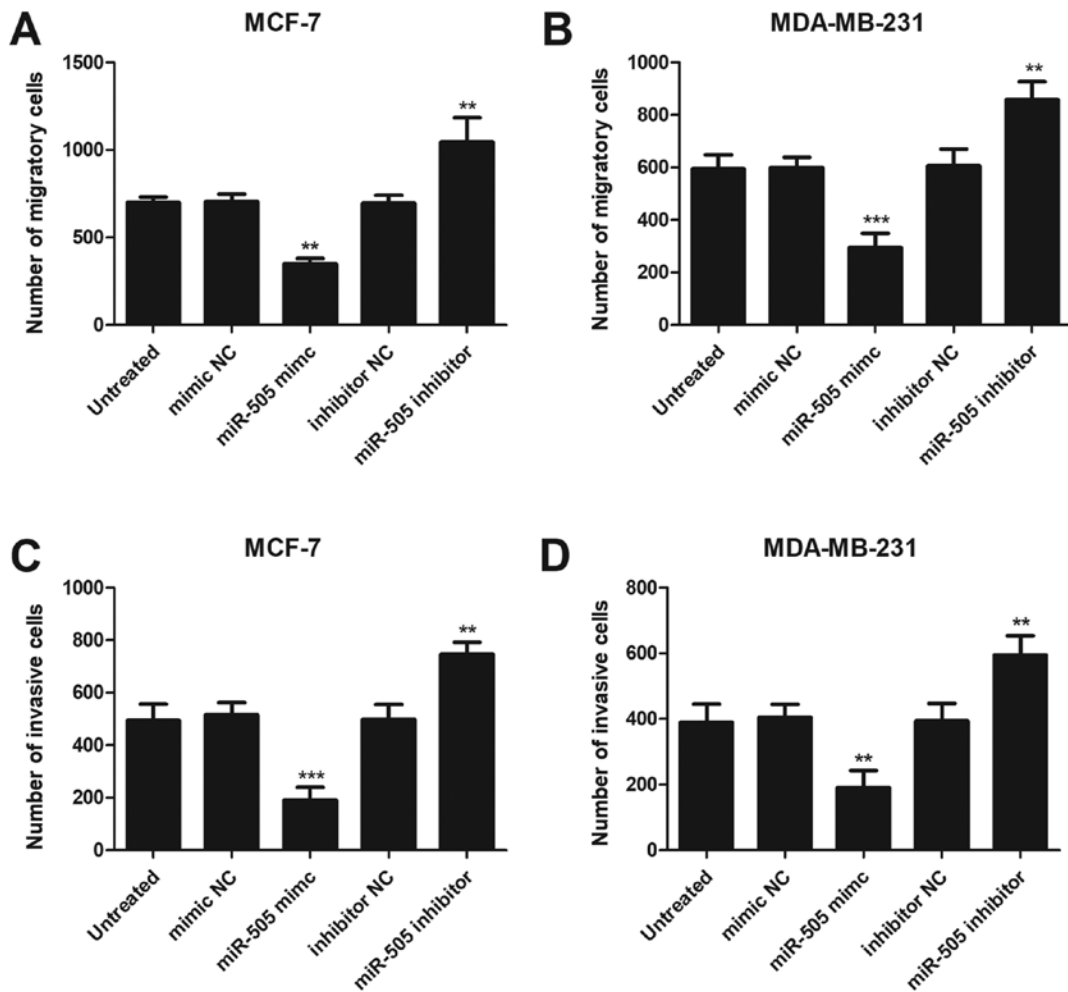 A
MCF-7
Number of migratory cells
1500
1000
500
0
**
**
Untreated
mimic NC
miR-505 mimc
inhibitor NC
miR-505 inhibitor
B
MDA-MB-231
Number of migratory cells
1000
800
600
400
200
0
***
**
Untreated
mimic NC
miR-505 mimc
inhibitor NC
miR-505 inhibitor
C
MCF-7
Number of invasive cells
1000
800
600
400
200
0
***
**
Untreated
mimic NC
miR-505 mimc
inhibitor NC
miR-505 inhibitor
D
MDA-MB-231
Number of invasive cells
800
600
400
200
0
**
**
Untreated
mimic NC
miR-505 mimc
inhibitor NC
miR-505 inhibitor